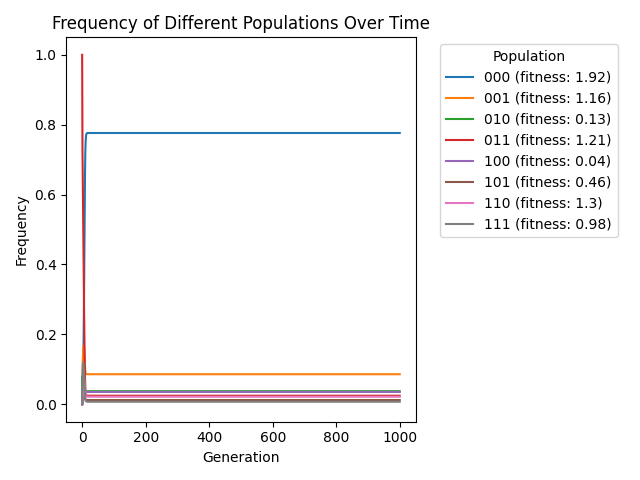 Frequency of Different Populations Over Time
1.0
0.8
0.6
0.4
0.2
0.0
Frequency
0 200 400 600 800 1000
Generation
Population
000 (fitness: 1.92)
001 (fitness: 1.16)
010 (fitness: 0.13)
011 (fitness: 1.21)
100 (fitness: 0.04)
101 (fitness: 0.46)
110 (fitness: 1.3)
111 (fitness: 0.98)